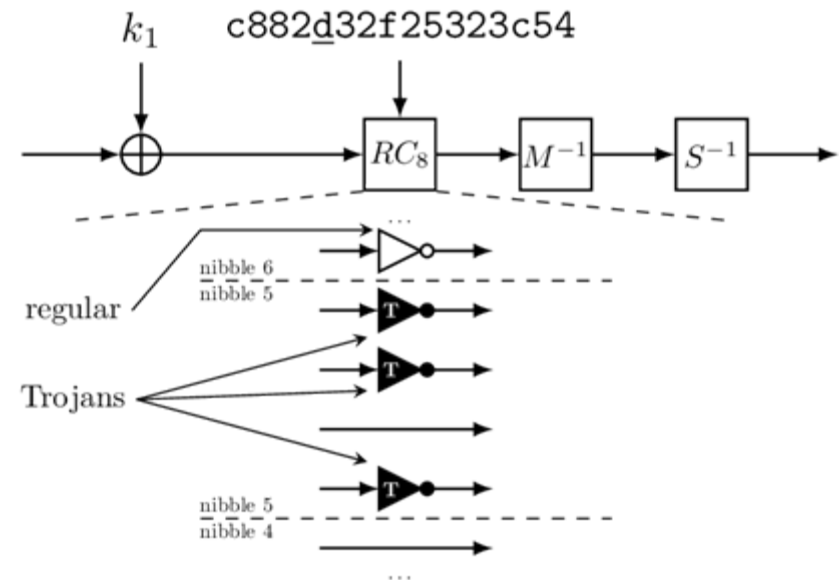 k₁ c882d32f25323c54
RC₈ M⁻¹ S⁻¹
...
nibble 6
nibble 5
regular
T
T
Trojans
T
nibble 5
nibble 4
...